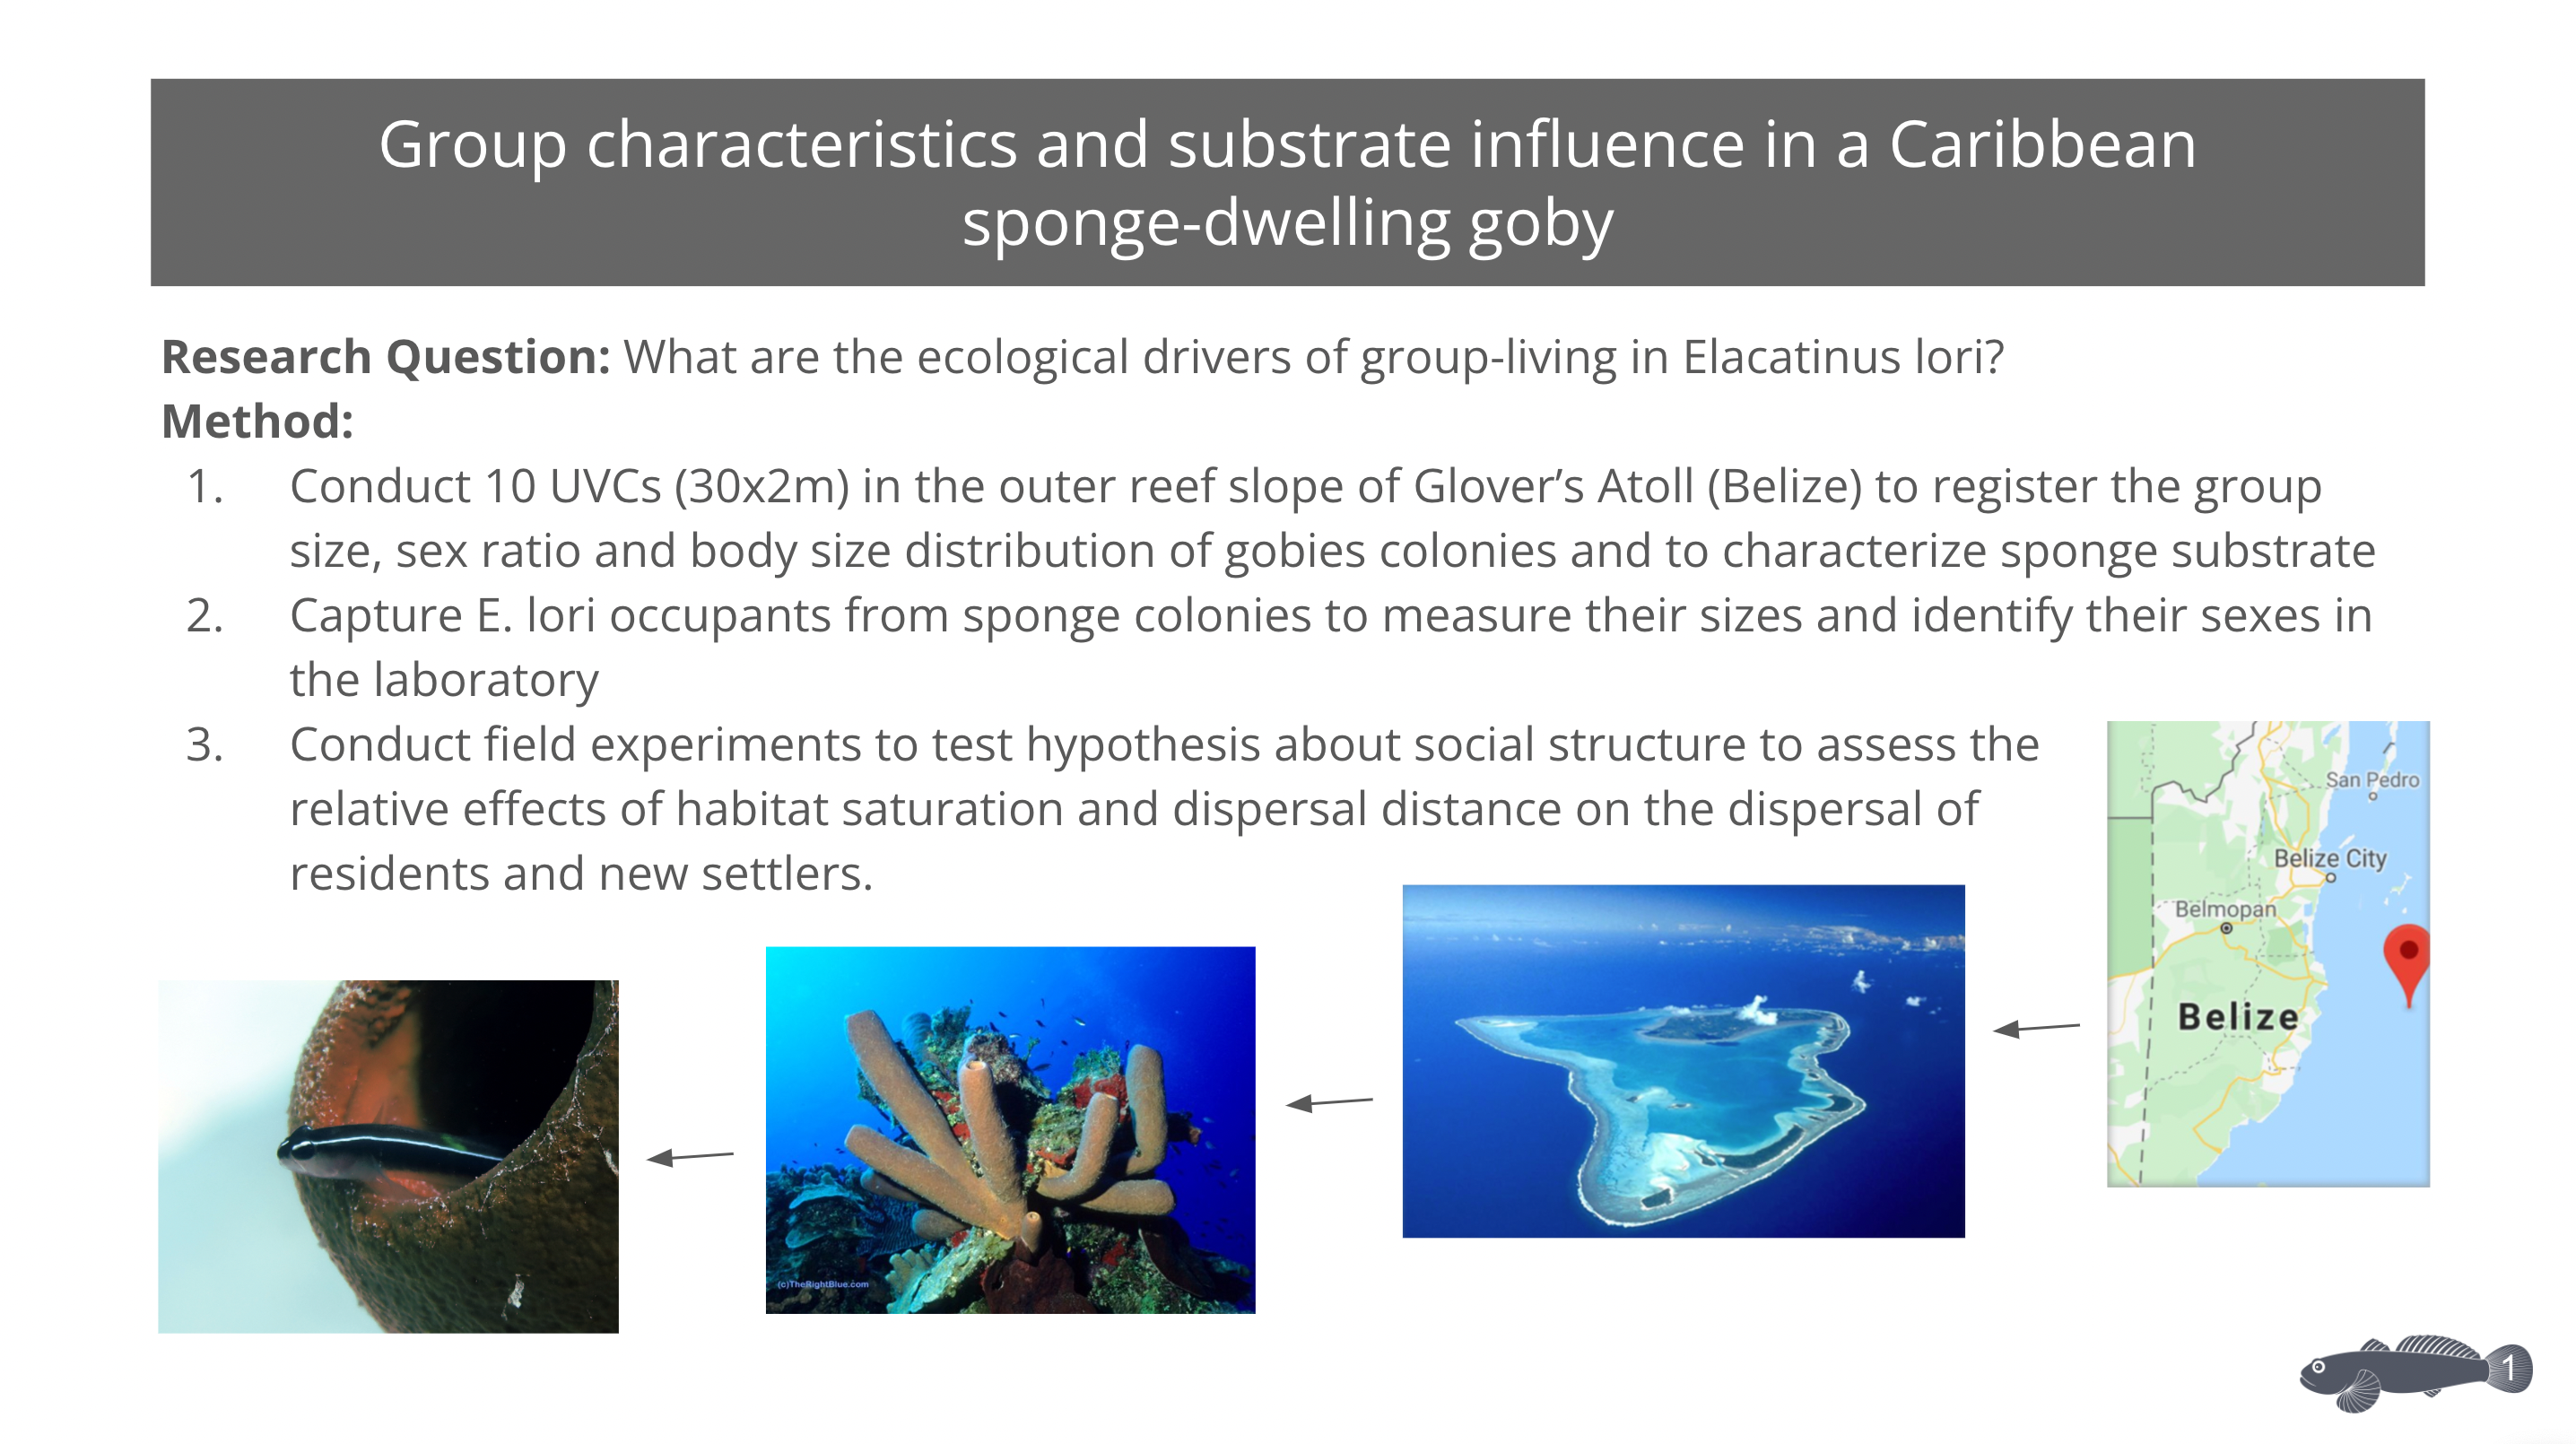 Group characteristics and substrate influence in a Caribbean
sponge-dwelling goby
Research Question: What are the ecological drivers of group-living in Elacatinus lori?
Method:
1. Conduct 10 UVCs (30x2m) in the outer reef slope of Glover’s Atoll (Belize) to register the group
size, sex ratio and body size distribution of gobies colonies and to characterize sponge substrate
2. Capture E. lori occupants from sponge colonies to measure their sizes and identify their sexes in
the laboratory
3. Conduct field experiments to test hypothesis about social structure to assess the
relative effects of habitat saturation and dispersal distance on the dispersal of
residents and new settlers.
San Pedro
Belize City
Belmopan
Belize
(c)TheRightBlue.com
1